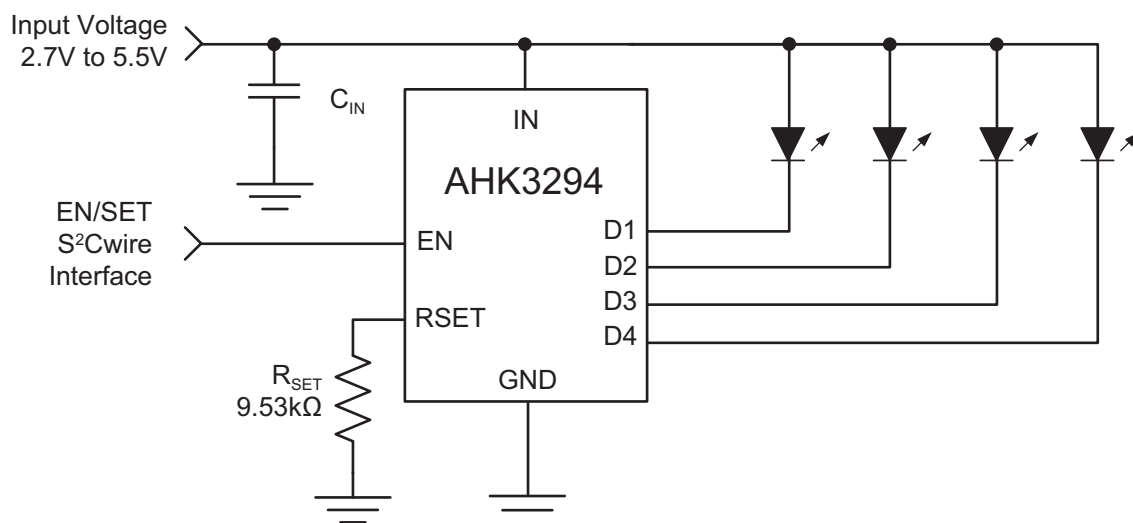 Input Voltage
2.7V to 5.5V
C_IN
IN
AHK3294
EN/SET
S²Cwire
Interface
EN
RSET
D1
D2
D3
D4
R_SET
9.53kΩ
GND